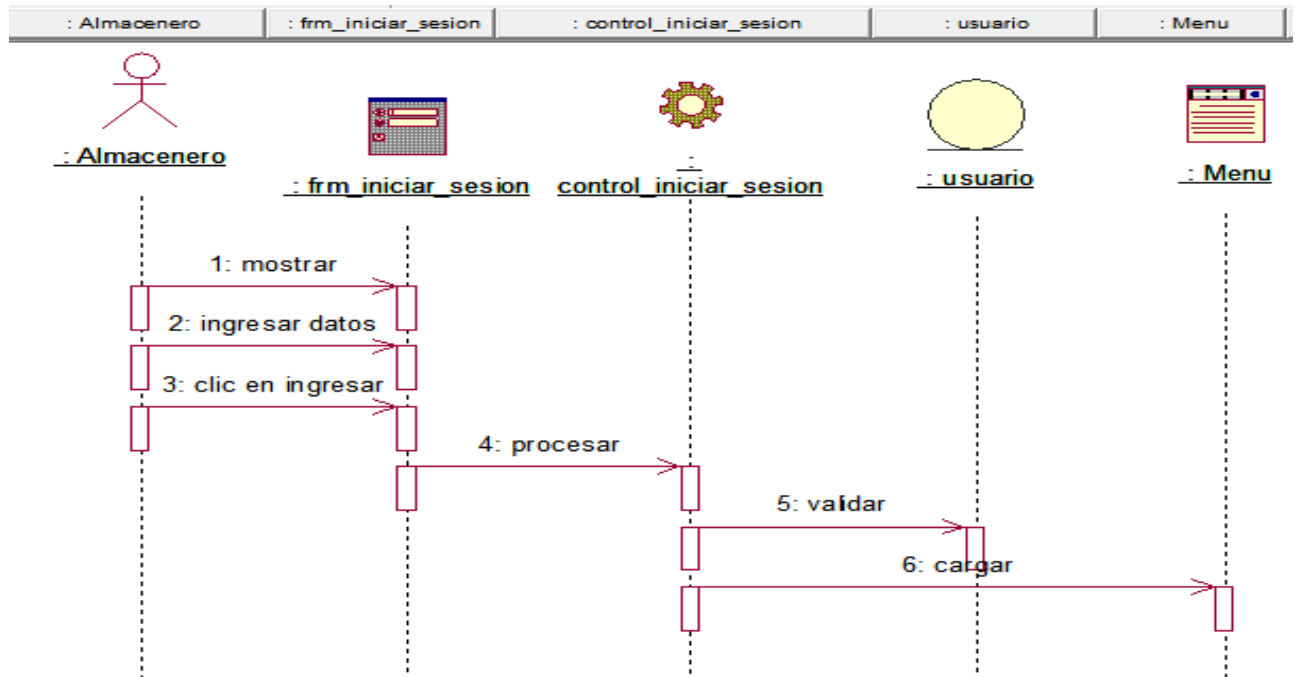 : Almacenero
: frm_iniciar_sesion
: control_iniciar_sesion
: usuario
: Menu
: Almacenero
: frm_iniciar_sesion
:
control_iniciar_sesion
: usuario
: Menu
1: mostrar
2: ingresar datos
3: clic en ingresar
4: procesar
5: validar
6: cargar